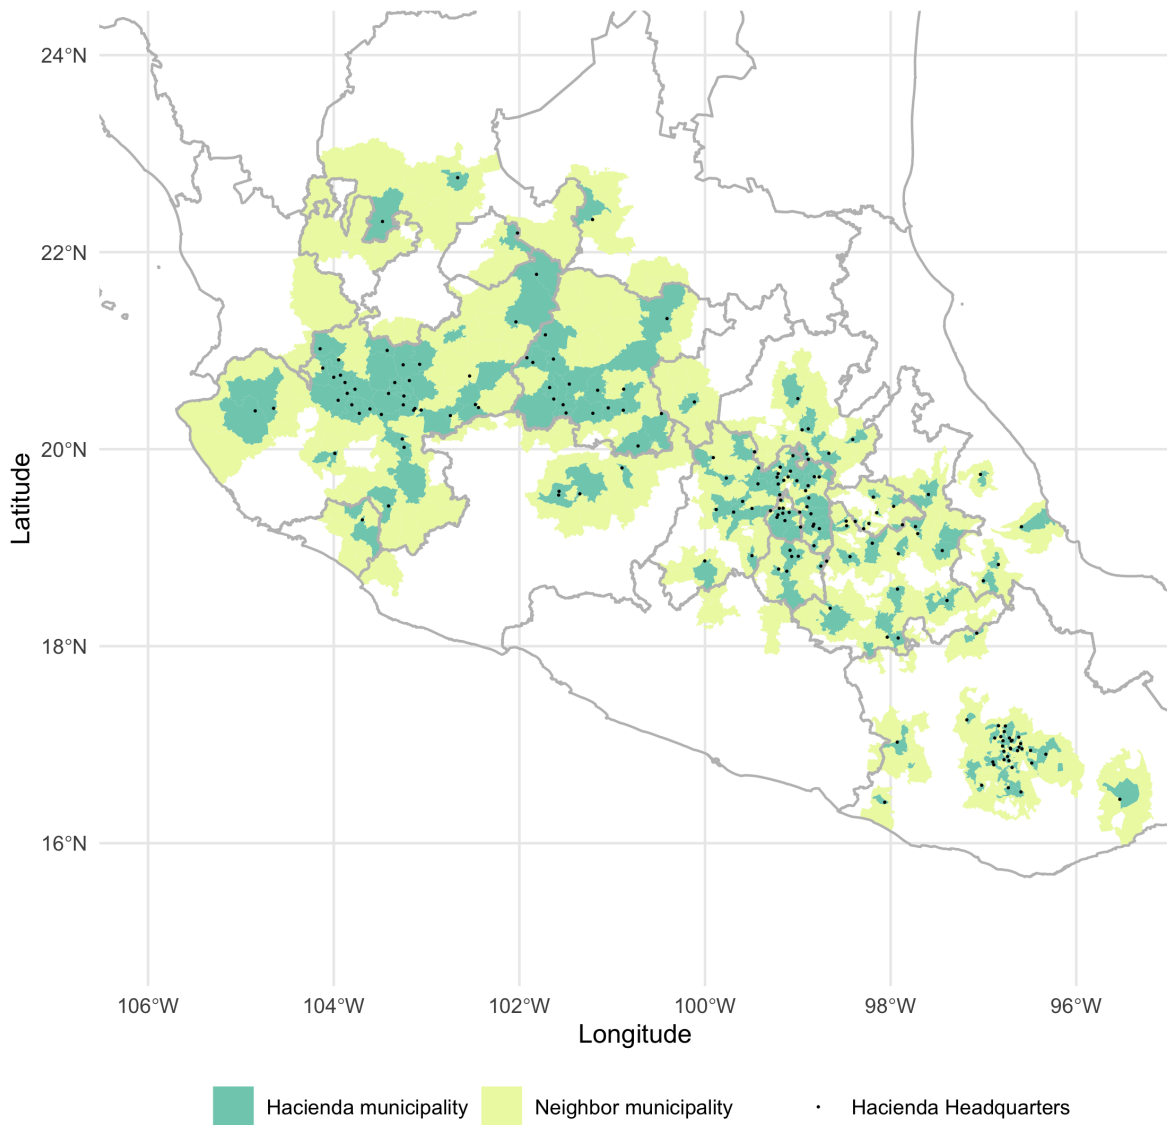 24°N
22°N
20°N
18°N
16°N
Latitude
106°W 104°W 102°W 100°W 98°W 96°W
Longitude
Hacienda municipality Neighbor municipality Hacienda Headquarters